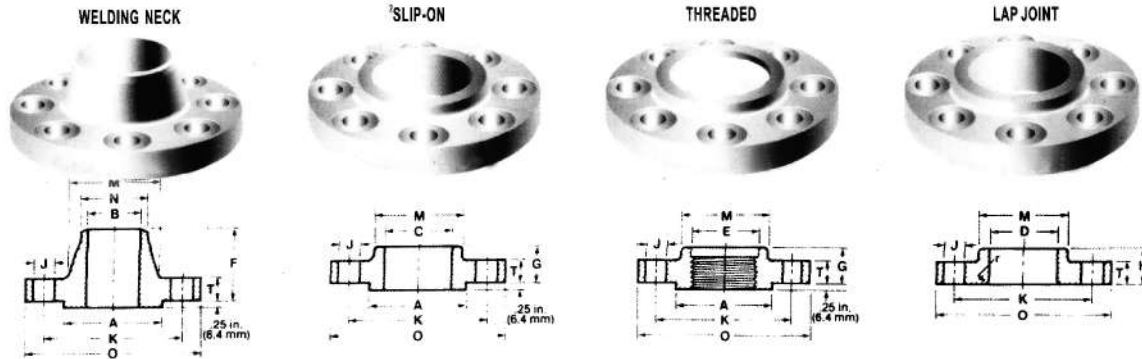 WELDING NECK
²SLIP-ON
THREADED
LAP JOINT
M
N
B
J
F
T
A
K
O
.25 in.
(6.4 mm)
M
C
J
T
G
A
K
O
.25 in.
(6.4 mm)
M
E
J
T
G
A
K
O
.25 in.
(6.4 mm)
M
D
J
r
T
K
O